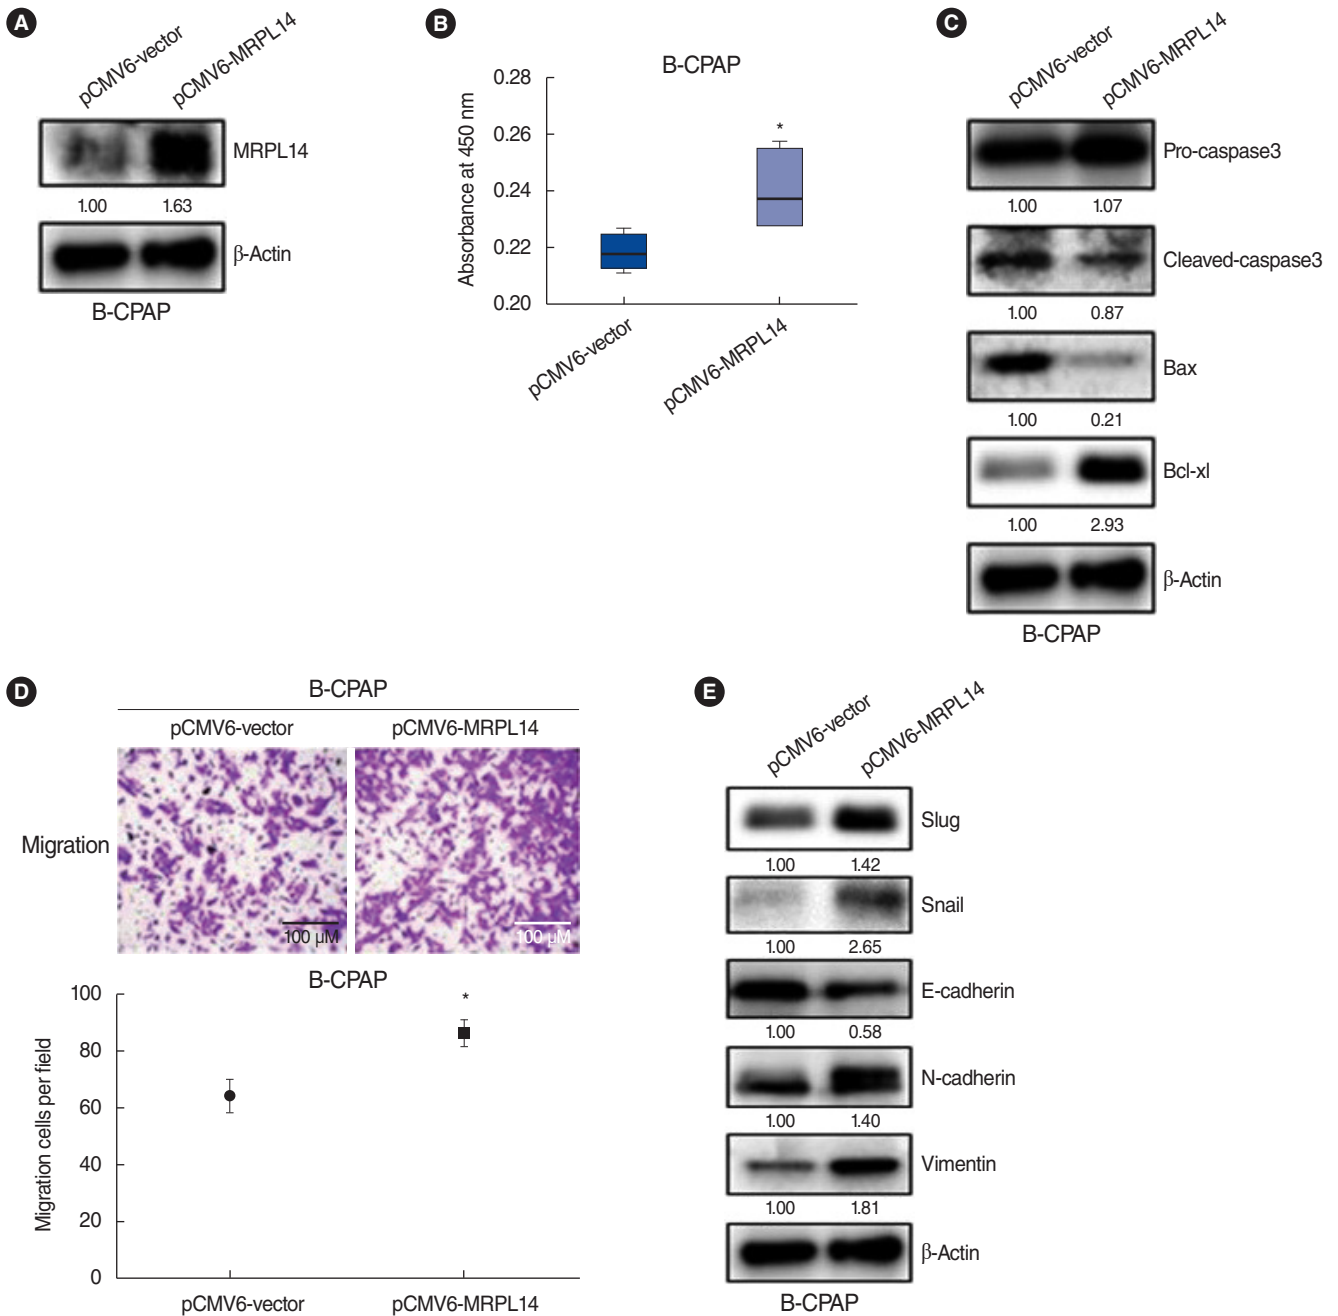 A
pCMV6-vector
pCMV6-MRPL14
MRPL14
1.00 1.63
β-Actin
B-CPAP
B
B-CPAP
Absorbance at 450 nm
0.28
0.26
0.24
0.22
0.20
*
pCMV6-vector
pCMV6-MRPL14
C
pCMV6-vector
pCMV6-MRPL14
Pro-caspase3
1.00 1.07
Cleaved-caspase3
1.00 0.87
Bax
1.00 0.21
Bcl-xl
1.00 2.93
β-Actin
B-CPAP
D
B-CPAP
pCMV6-vector pCMV6-MRPL14
Migration
100 µM 100 µM
B-CPAP
Migration cells per field
100
80
60
40
20
0
*
pCMV6-vector pCMV6-MRPL14
E
pCMV6-vector
pCMV6-MRPL14
Slug
1.00 1.42
Snail
1.00 2.65
E-cadherin
1.00 0.58
N-cadherin
1.00 1.40
Vimentin
1.00 1.81
β-Actin
B-CPAP